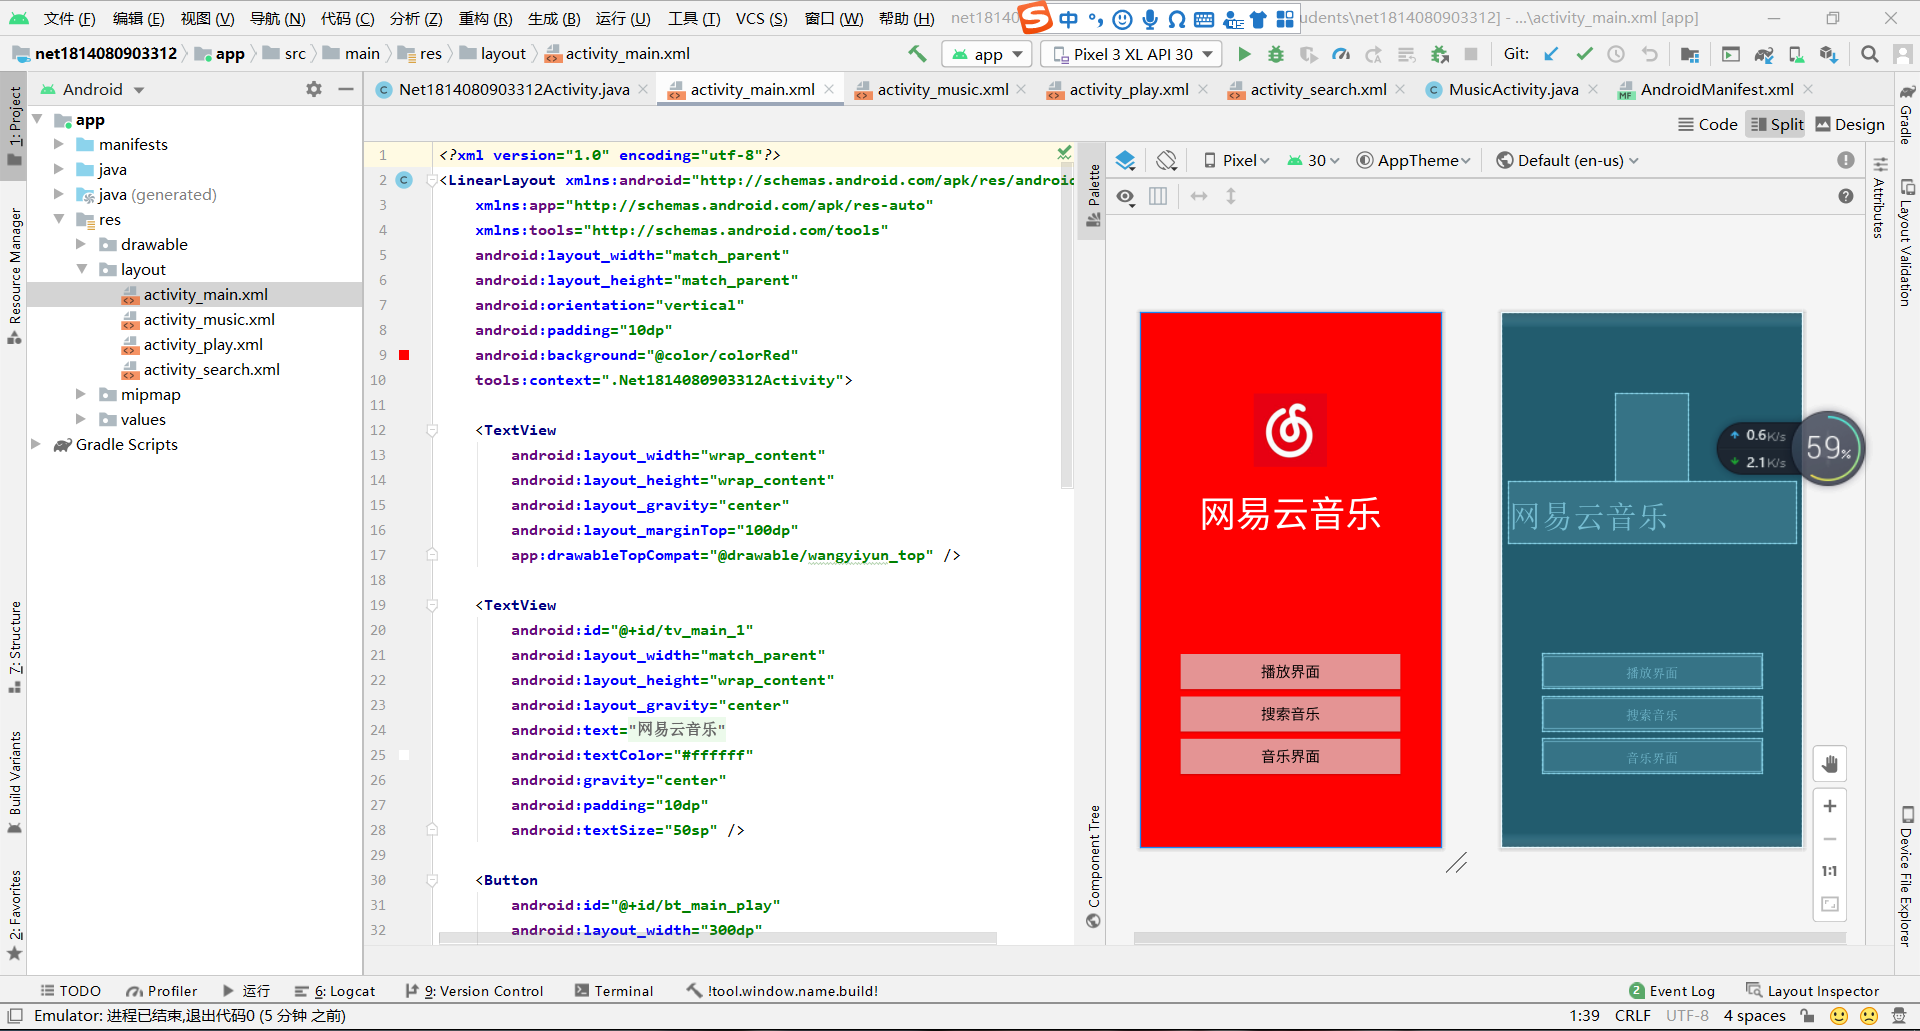 文件 (F) 编辑 (E) 视图 (V) 导航 (N) 代码 (C) 分析 (Z) 重构 (R) 生成 (B) 运行 (U) 工具 (T) VCS (S) 窗口 (W) 帮助 (H) net1814 中 udents\net1814080903312] - ...\activity_main.xml [app]
net1814080903312 app src main res layout activity_main.xml app Pixel 3 XL API 30 Git:
Android Net1814080903312Activity.java activity_main.xml activity_music.xml activity_play.xml activity_search.xml MusicActivity.java AndroidManifest.xml
Code Split Design
Pixel 30 AppTheme Default (en-us)
1: Project
Resource Manager
7: Structure
Build Variants
2: Favorites
app
manifests
java
java (generated)
res
drawable
layout
activity_main.xml
activity_music.xml
activity_play.xml
activity_search.xml
mipmap
values
Gradle Scripts
1 <?xml version="1.0" encoding="utf-8"?>
2 <LinearLayout xmlns:android="http://schemas.android.com/apk/res/android
3 xmlns:app="http://schemas.android.com/apk/res-auto"
4 xmlns:tools="http://schemas.android.com/tools"
5 android:layout_width="match_parent"
6 android:layout_height="match_parent"
7 android:orientation="vertical"
8 android:padding="10dp"
9 android:background="@color/colorRed"
10 tools:context=".Net1814080903312Activity">
11
12 <TextView
13 android:layout_width="wrap_content"
14 android:layout_height="wrap_content"
15 android:layout_gravity="center"
16 android:layout_marginTop="100dp"
17 app:drawableTopCompat="@drawable/wangyiyun_top" />
18
19 <TextView
20 android:id="@+id/tv_main_1"
21 android:layout_width="match_parent"
22 android:layout_height="wrap_content"
23 android:layout_gravity="center"
24 android:text="网易云音乐"
25 android:textColor="#ffffff"
26 android:gravity="center"
27 android:padding="10dp"
28 android:textSize="50sp" />
29
30 <Button
31 android:id="@+id/bt_main_play"
32 android:layout_width="300dp"
Palette
Component Tree
网易云音乐
播放界面
搜索音乐
音乐界面
网易云音乐
播放界面
搜索音乐
音乐界面
0.6K/s
2.1K/s
59%
1:1
Attributes
Gradle
Layout Validation
Device File Explorer
TODO Profiler 运行 6: Logcat 9: Version Control Terminal !tool.window.name.build! 2 Event Log Layout Inspector
Emulator: 进程已结束,退出代码0 (5 分钟 之前) 1:39 CRLF UTF-8 4 spaces